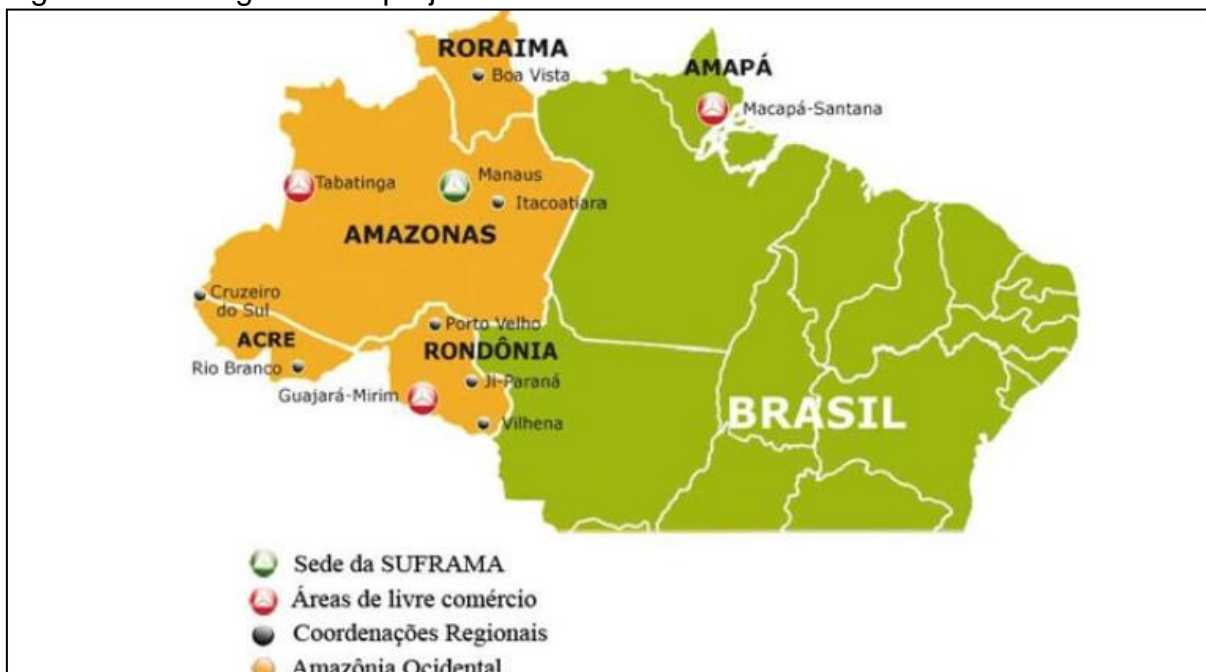 RORAIMA
Boa Vista
AMAPÁ
Macapá-Santana
Tabatinga
Manaus
Itacoatiara
AMAZONAS
Cruzeiro
do Sul
Porto Velho
ACRE
RONDÔNIA
Rio Branco
Ji-Paraná
Guajará-Mirim
Vilhena
BRASIL
Sede da SUFRAMA
Áreas de livre comércio
Coordenações Regionais
Amazônia Ocidental